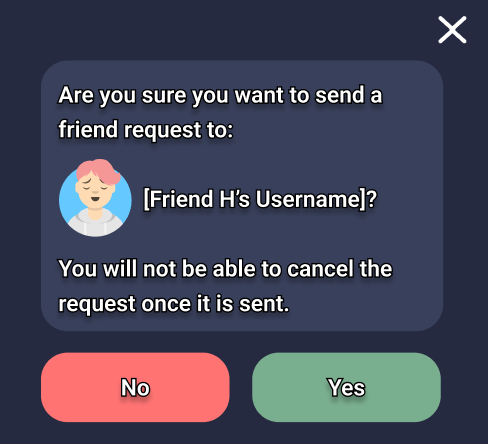 Are you sure you want to send a
friend request to:
[Friend H's Username]?
You will not be able to cancel the
request once it is sent.
No
Yes